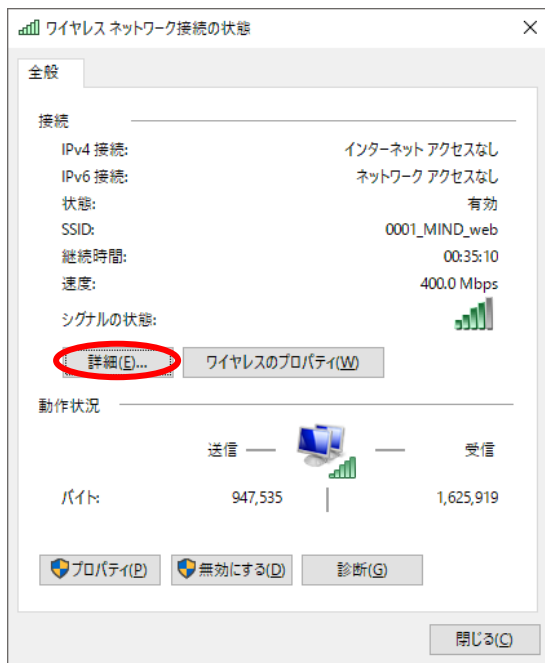 ワイヤレス ネットワーク接続の状態
全般
接続
IPv4 接続: インターネット アクセスなし
IPv6 接続: ネットワーク アクセスなし
状態: 有効
SSID: 0001_MIND_web
継続時間: 00:35:10
速度: 400.0 Mbps
シグナルの状態:
詳細(E)... ワイヤレスのプロパティ(W)
動作状況
送信 受信
バイト: 947,535 1,625,919
プロパティ(P) 無効にする(D) 診断(G)
閉じる(C)